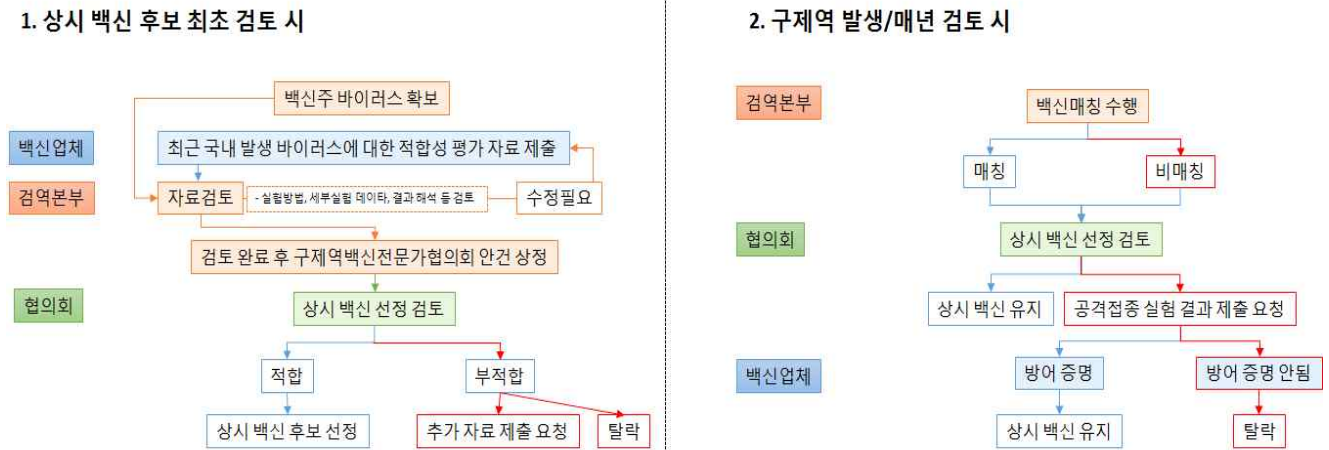 1. 상시 백신 후보 최초 검토 시
백신주 바이러스 확보
백신업체
최근 국내 발생 바이러스에 대한 적합성 평가 자료 제출
검역본부
자료검토
- 실험방법, 세부실험 데이타, 결과 해석 등 검토
수정필요
검토 완료 후 구제역백신전문가협의회 안건 상정
협의회
상시 백신 선정 검토
적합
부적합
상시 백신 후보 선정
추가 자료 제출 요청
탈락
2. 구제역 발생/매년 검토 시
검역본부
백신매칭 수행
매칭
비매칭
협의회
상시 백신 선정 검토
상시 백신 유지
공격접종 실험 결과 제출 요청
백신업체
방어 증명
방어 증명 안됨
상시 백신 유지
탈락